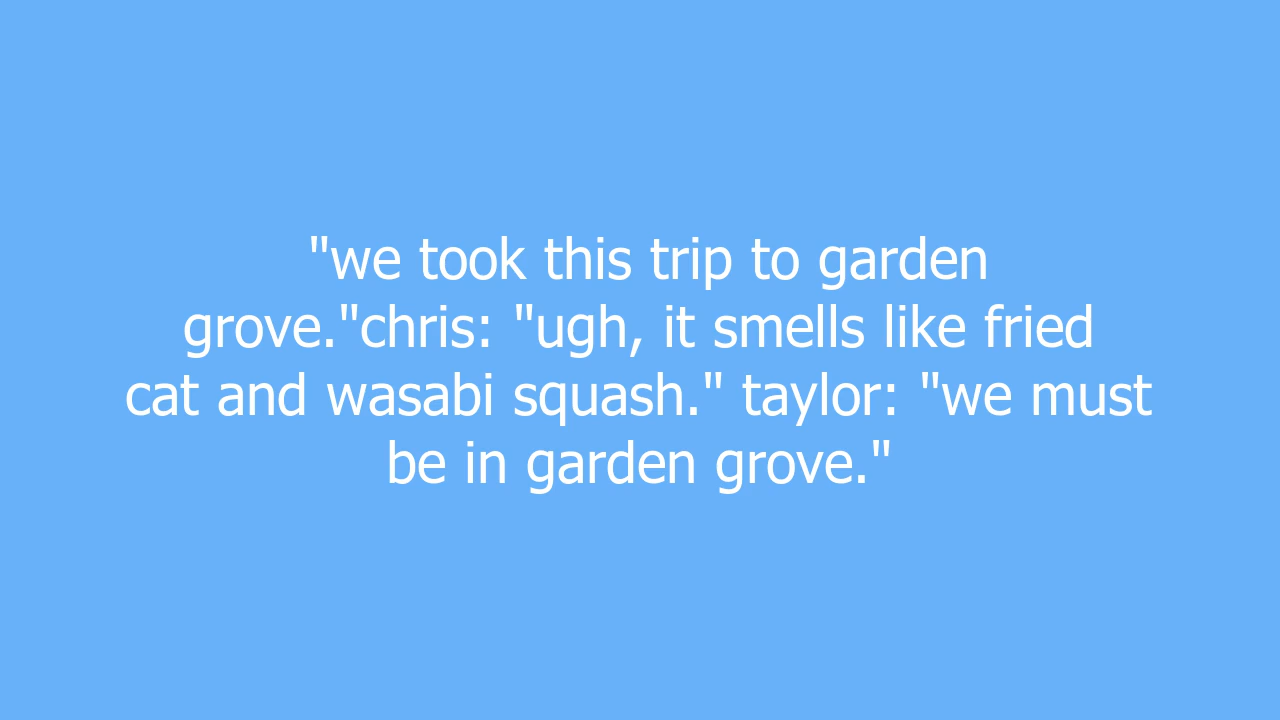 "we took this trip to garden
grove."chris: "ugh, it smells like fried
cat and wasabi squash." taylor: "we must
be in garden grove."